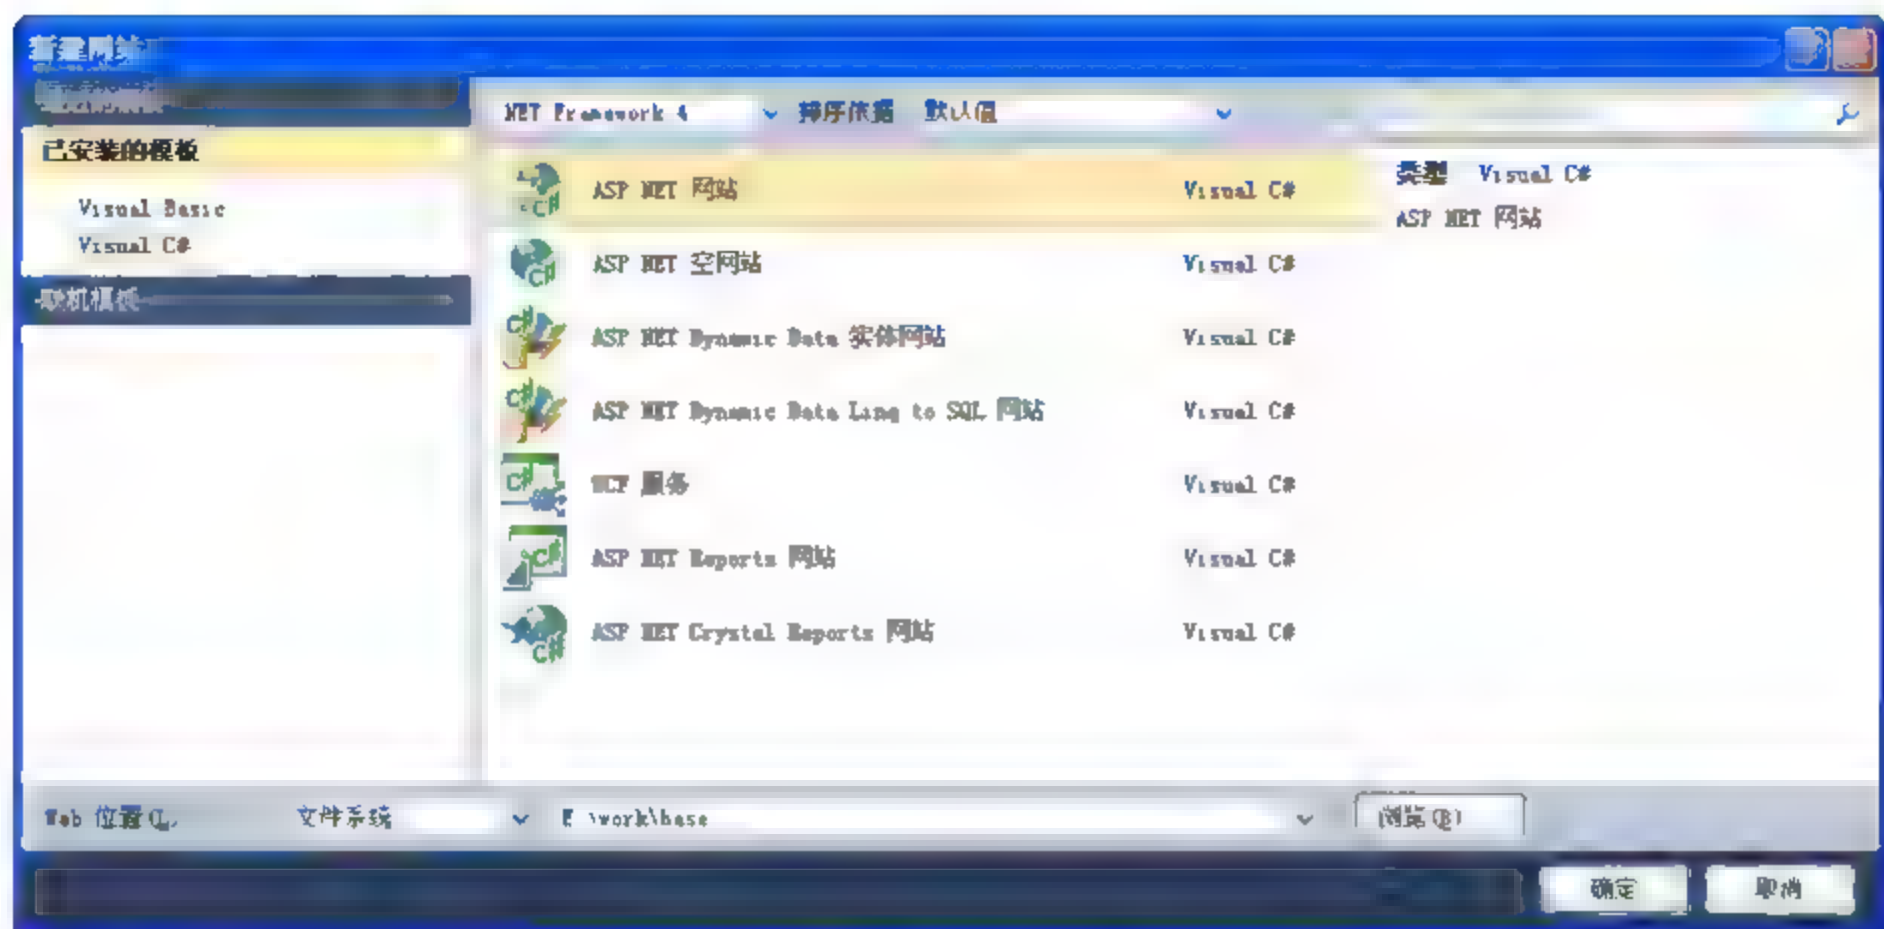 新建网站
最近的模板
已安装的模板
Visual Basic
Visual C#
联机模板
NET Framework 4 排序依据 默认值
ASP NET 网站 Visual C#
ASP NET 空网站 Visual C#
ASP NET Dynamic Data 实体网站 Visual C#
ASP NET Dynamic Data Linq to SQL 网站 Visual C#
WCF 服务 Visual C#
ASP NET Reports 网站 Visual C#
ASP NET Crystal Reports 网站 Visual C#
类型 Visual C#
ASP NET 网站
Web 位置(L) 文件系统 E \work\base 浏览(B)
确定 取消